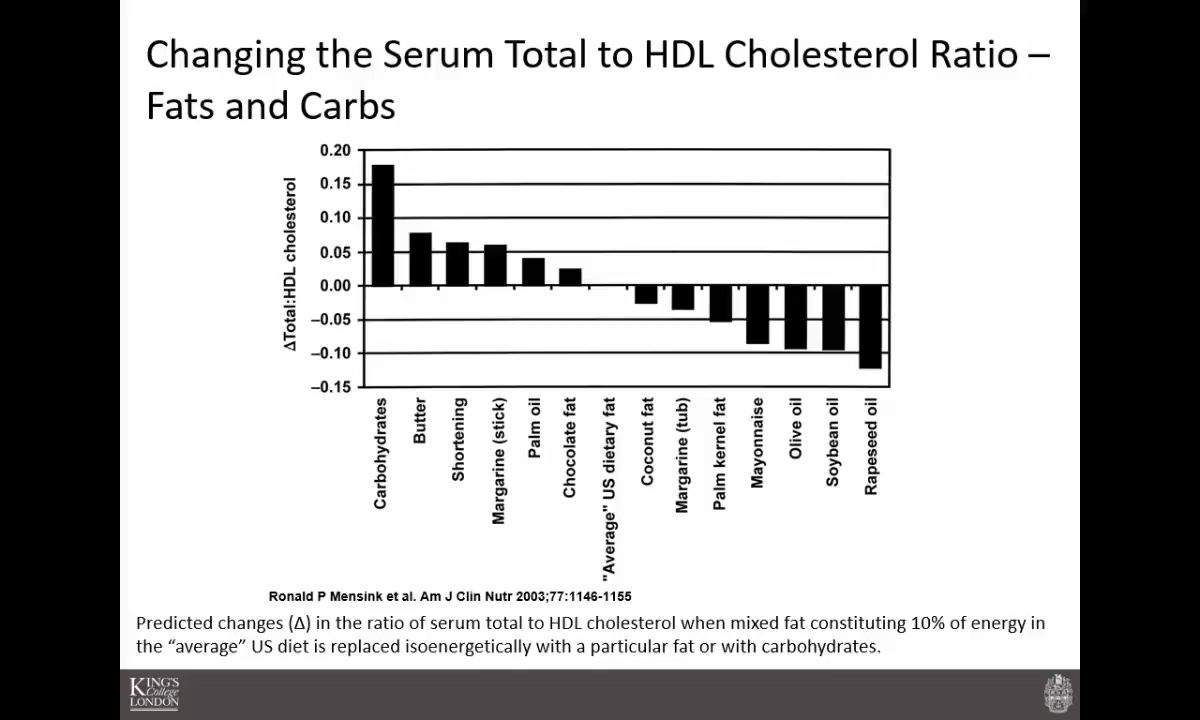 Changing the Serum Total to HDL Cholesterol Ratio –
Fats and Carbs
ΔTotal:HDL cholesterol
0.20
0.15
0.10
0.05
0.00
–0.05
–0.10
–0.15
Carbohydrates
Butter
Shortening
Margarine (stick)
Palm oil
Chocolate fat
"Average" US dietary fat
Coconut fat
Margarine (tub)
Palm kernel fat
Mayonnaise
Olive oil
Soybean oil
Rapeseed oil
Ronald P Mensink et al. Am J Clin Nutr 2003;77:1146-1155
Predicted changes (Δ) in the ratio of serum total to HDL cholesterol when mixed fat constituting 10% of energy in
the “average” US diet is replaced isoenergetically with a particular fat or with carbohydrates.
KING'S
College
LONDON